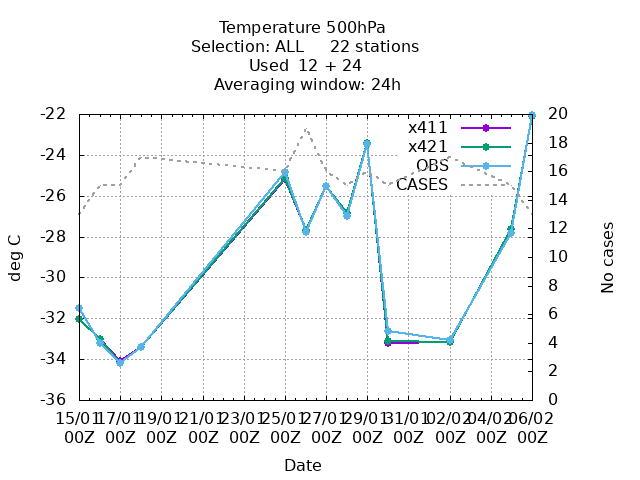 Temperature 500hPa
Selection: ALL     22 stations
Used  12 + 24
Averaging window: 24h
-22
-24
-26
-28
-30
-32
-34
-36
deg C
20
18
16
14
12
10
8
6
4
2
0
No cases
x411
x421
OBS
CASES
15/01 17/01 19/01 21/01 23/01 25/01 27/01 29/01 31/01 02/02 04/02 06/02
00Z 00Z 00Z 00Z 00Z 00Z 00Z 00Z 00Z 00Z 00Z 00Z
Date